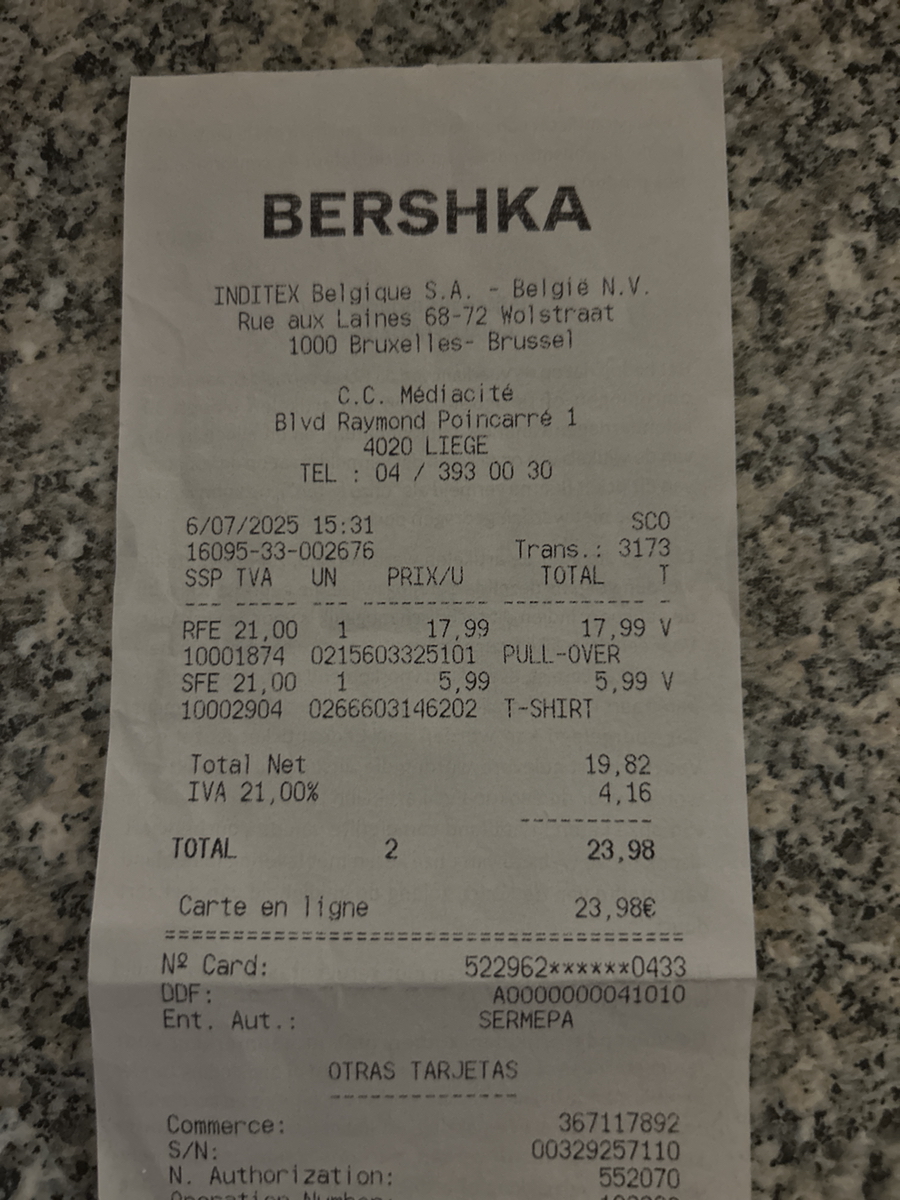 BERSHKA
INDITEX Belgique S.A. - België N.V.
Rue aux Laines 68-72 Wolstraat
1000 Bruxelles- Brussel
C.C. Médiacité
Blvd Raymond Poincarré 1
4020 LIEGE
TEL : 04 / 393 00 30
6/07/2025 15:31 SCO
16095-33-002676 Trans.: 3173
SSP TVA UN PRIX/U TOTAL T
--- ----- --- ---------- ---------- -
RFE 21,00 1 17,99 17,99 V
10001874 0215603325101 PULL-OVER
SFE 21,00 1 5,99 5,99 V
10002904 0266603146202 T-SHIRT
Total Net 19,82
IVA 21,00% 4,16
----------
TOTAL 2 23,98
Carte en ligne 23,98€
========================================
Nº Card: 522962******0433
DDF: A0000000041010
Ent. Aut.: SERMEPA
OTRAS TARJETAS
--------------
Commerce: 367117892
S/N: 00329257110
N. Authorization: 552070
Operation Number: